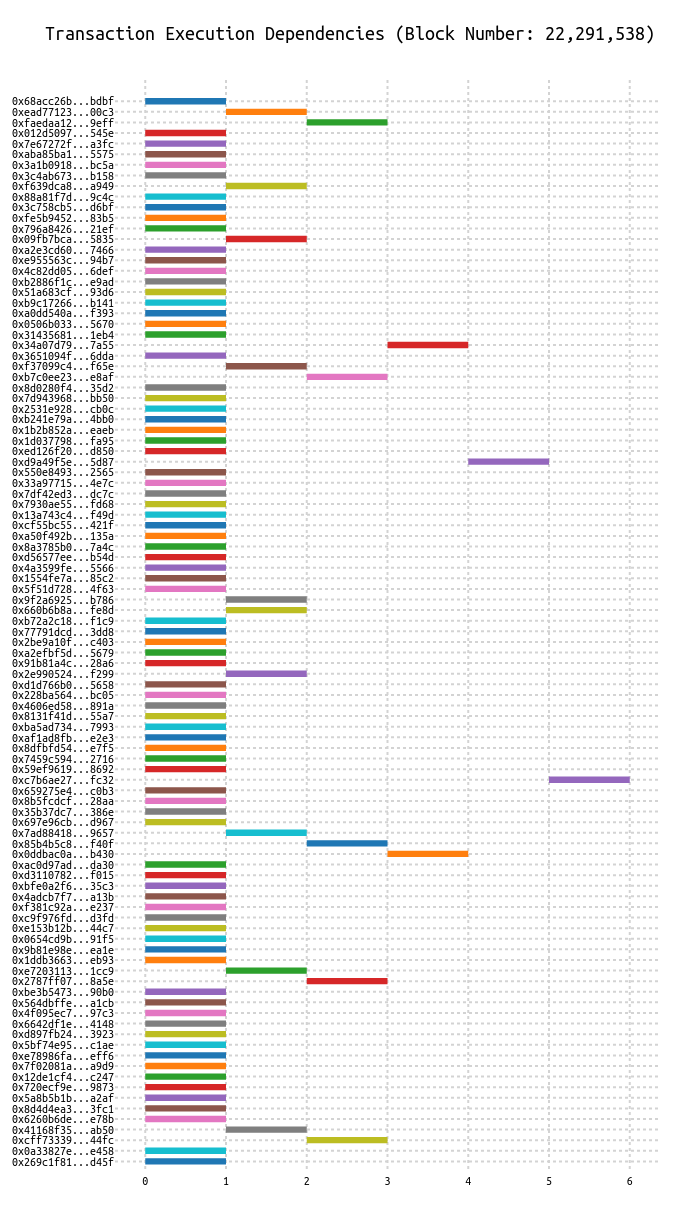 Transaction Execution Dependencies (Block Number: 22,291,538)
0x68acc26b...bdbf
0xead77123...00c3
0xfaedaa12...9eff
0x012d5097...545e
0x7e67272f...a3fc
0xaba85ba1...5575
0x3a1b0918...bc5a
0x3c4ab673...b158
0xf639dca8...a949
0x88a81f7d...9c4c
0x3c758cb5...d6bf
0xfe5b9452...83b5
0x796a8426...21ef
0x09fb7bca...5835
0xa2e3cd60...7466
0xe955563c...94b7
0x4c82dd05...6def
0xb2886f1c...e9ad
0x51a683cf...93d6
0xb9c17266...b141
0xa0dd540a...f393
0x0506b033...5670
0x31435681...1eb4
0x34a07d79...7a55
0x3651094f...6dda
0xf37099c4...f65e
0xb7c0ee23...e8af
0x8d0280f4...35d2
0x7d943968...bb50
0x2531e928...cb0c
0xb241e79a...4bb0
0x1b2b852a...eaeb
0x1d037798...fa95
0xed126f20...d850
0xd9a49f5e...5d87
0x550e8493...2565
0x33a97715...4e7c
0x7df42ed3...dc7c
0x7930ae55...fd68
0x13a743c4...f49d
0xcf55bc55...421f
0xa50f492b...135a
0x8a3785b0...7a4c
0xd56577ee...b54d
0x4a3599fe...5566
0x1554fe7a...85c2
0x5f51d728...4f63
0x9f2a6925...b786
0x660b6b8a...fe8d
0xb72a2c18...f1c9
0x77791dcd...3dd8
0x2be9a10f...c403
0xa2efbf5d...5679
0x91b81a4c...28a6
0x2e990524...f299
0xd1d766b0...5658
0x228ba564...bc05
0x4606ed58...891a
0x8131f41d...55a7
0xba5ad734...7993
0xaf1ad8fb...e2e3
0x8dfbfd54...e7f5
0x7459c594...2716
0x59ef9619...8692
0xc7b6ae27...fc32
0x659275e4...c0b3
0x8b5fcdcf...28aa
0x35b37dc7...386e
0x697e96cb...d967
0x7ad88418...9657
0x85b4b5c8...f40f
0x0ddbac0a...b430
0xac0d97ad...da30
0xd3110782...f015
0xbfe0a2f6...35c3
0x4adcb7f7...a13b
0xf381c92a...e237
0xc9f976fd...d3fd
0xe153b12b...44c7
0x0654cd9b...91f5
0x9b81e98e...ea1e
0x1ddb3663...eb93
0xe7203113...1cc9
0x2787ff07...8a5e
0xbe3b5473...90b0
0x564dbffe...a1cb
0x4f095ec7...97c3
0x6642df1e...4148
0xd897fb24...3923
0x5bf74e95...c1ae
0xe78986fa...eff6
0x7f02081a...a9d9
0x12de1cf4...c247
0x720ecf9e...9873
0x5a8b5b1b...a2af
0x8d4d4ea3...3fc1
0x6260b6de...e78b
0x41168f35...ab50
0xcff73339...44fc
0x0a33827e...e458
0x269c1f81...d45f
0 1 2 3 4 5 6